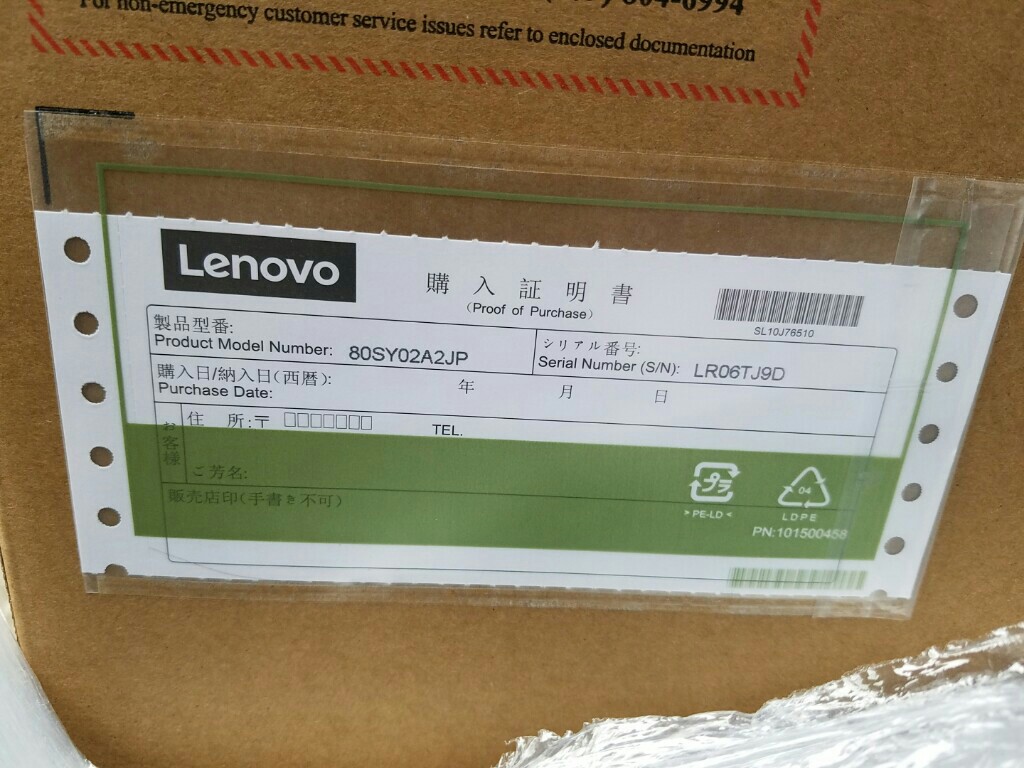 For non-emergency customer service issues refer to enclosed documentation
Lenovo
購入証明書
(Proof of Purchase)
SL10J76510
製品型番:
Product Model Number: 80SY02A2JP
シリアル番号:
Serial Number (S/N): LR06TJ9D
購入日/納入日(西暦):
Purchase Date: 年 月 日
お客様
住 所:〒 □□□□□□□ TEL.
ご芳名:
販売店印(手書き不可)
プラ
>PE-LD<
04
LDPE
PN:101500458